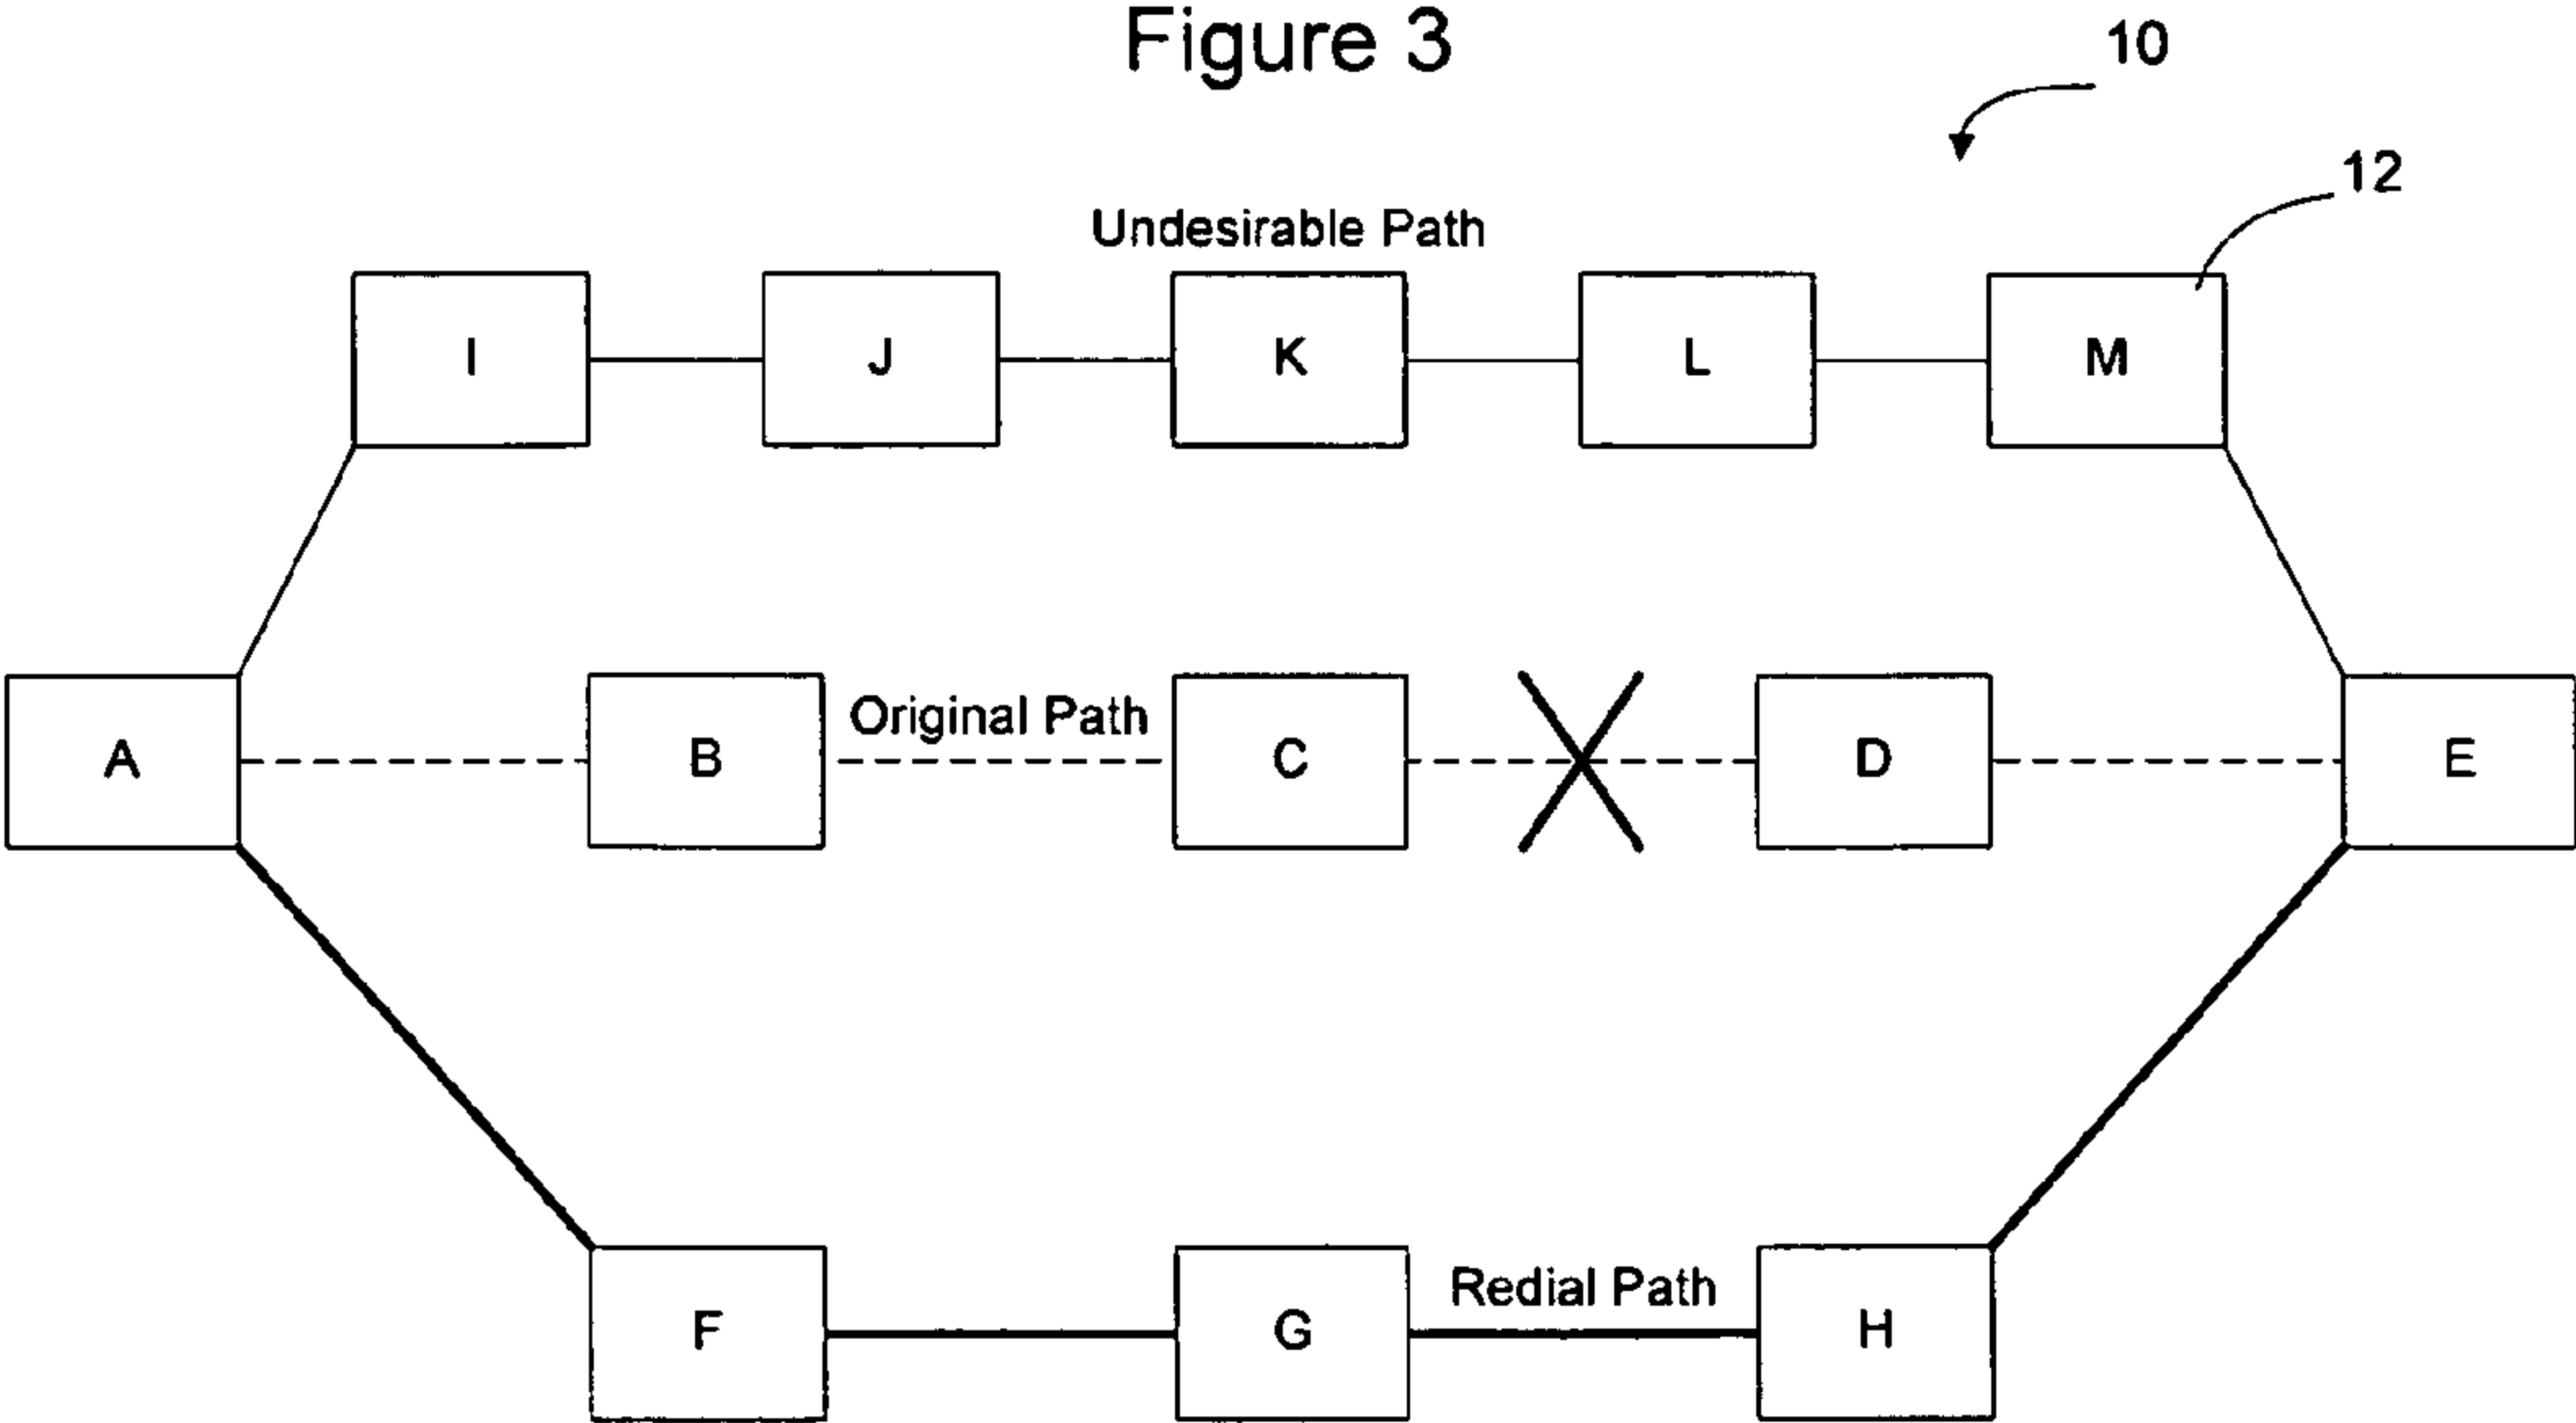 Figure 3
10
12
Undesirable Path
I
J
K
L
M
Original Path
A
B
C
D
E
Redial Path
F
G
H